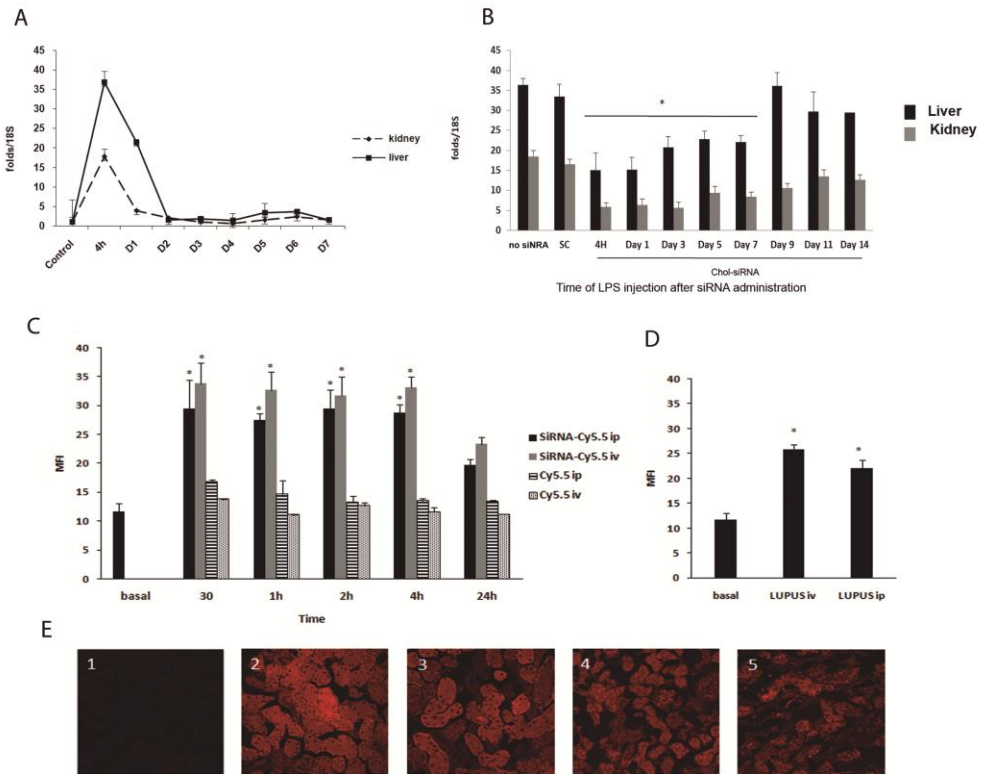 A
45
40
35
30
25
20
15
10
5
0
folds/18S
Control
4h
D1
D2
D3
D4
D5
D6
D7
kidney
liver
B
45
40
35
30
25
20
15
10
5
0
folds/18S
*
no siNRA SC 4H Day 1 Day 3 Day 5 Day 7 Day 9 Day 11 Day 14
Chol-siRNA
Time of LPS injection after siRNA administration
Liver
Kidney
C
40
35
30
25
20
15
10
5
0
MFI
* * * * * * * *
basal 30 1h 2h 4h 24h
Time
SiRNA-Cy5.5 ip
SiRNA-Cy5.5 iv
Cy5.5 ip
Cy5.5 iv
D
40
35
30
25
20
15
10
5
0
MFI
* *
basal LUPUS iv LUPUS ip
E
1 2 3 4 5